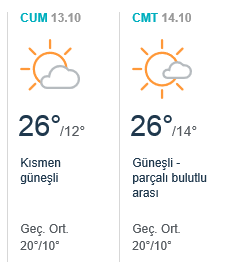 CUM 13.10
26°/12°
Kısmen
güneşli
Geç. Ort.
20°/10°
CMT 14.10
26°/14°
Güneşli -
parçalı bulutlu
arası
Geç. Ort.
20°/10°